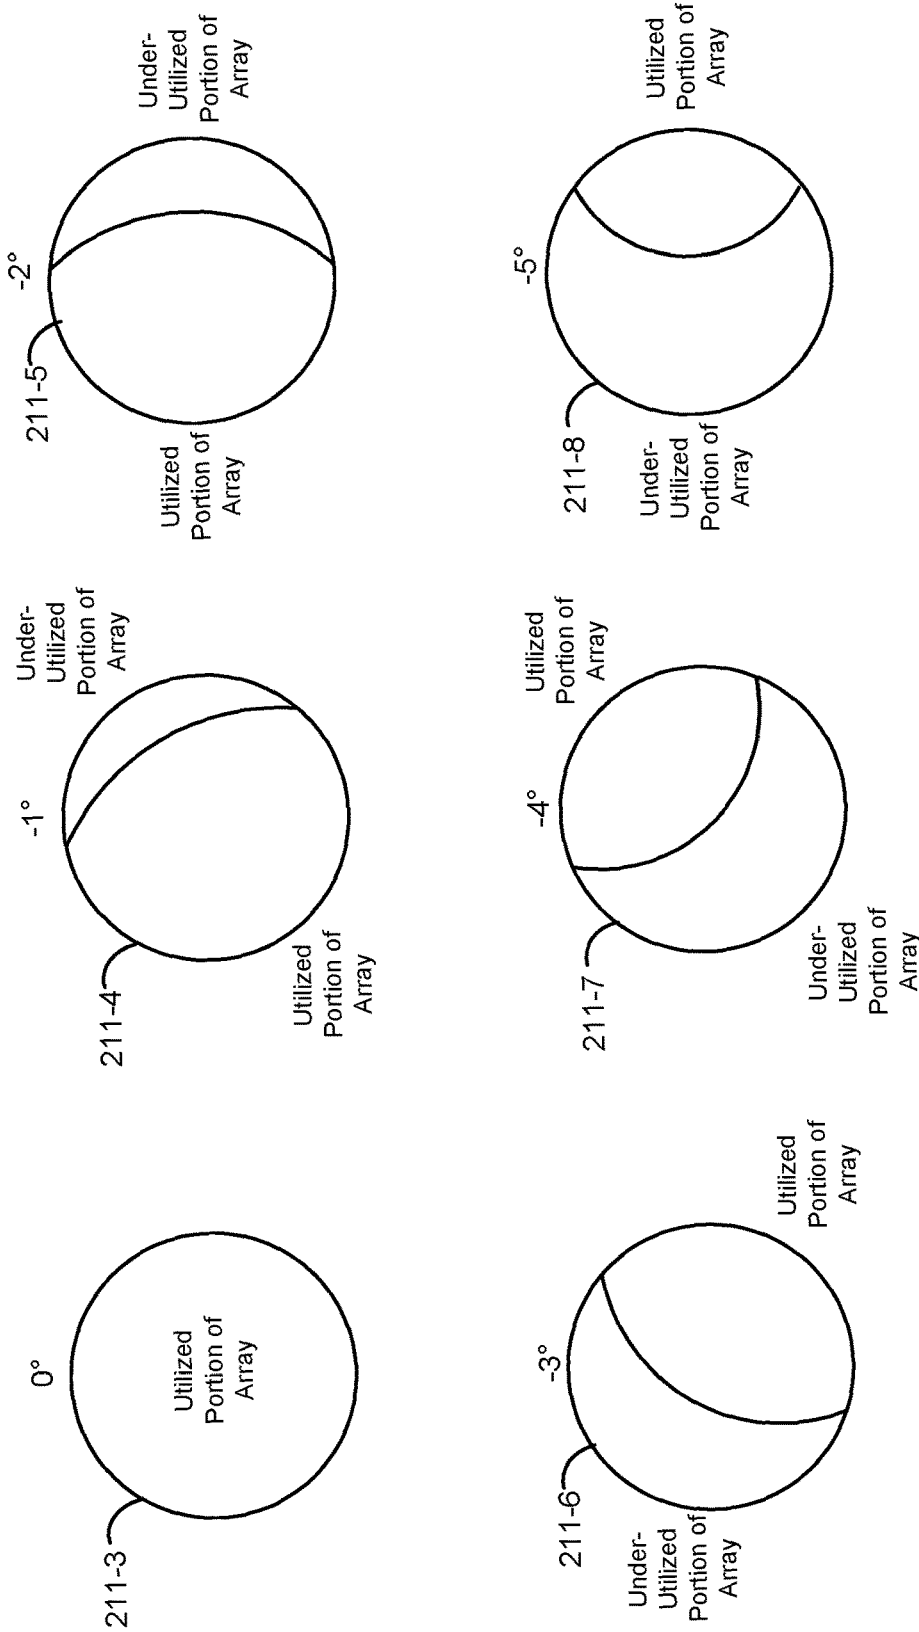 0°
211-3
Utilized
Portion of
Array
-1°
211-4
Under-
Utilized
Portion of
Array
Utilized
Portion of
Array
-2°
211-5
Under-
Utilized
Portion of
Array
Utilized
Portion of
Array
-3°
211-6
Under-
Utilized
Portion of
Array
Utilized
Portion of
Array
-4°
211-7
Utilized
Portion of
Array
Under-
Utilized
Portion of
Array
-5°
211-8
Under-
Utilized
Portion of
Array
Utilized
Portion of
Array